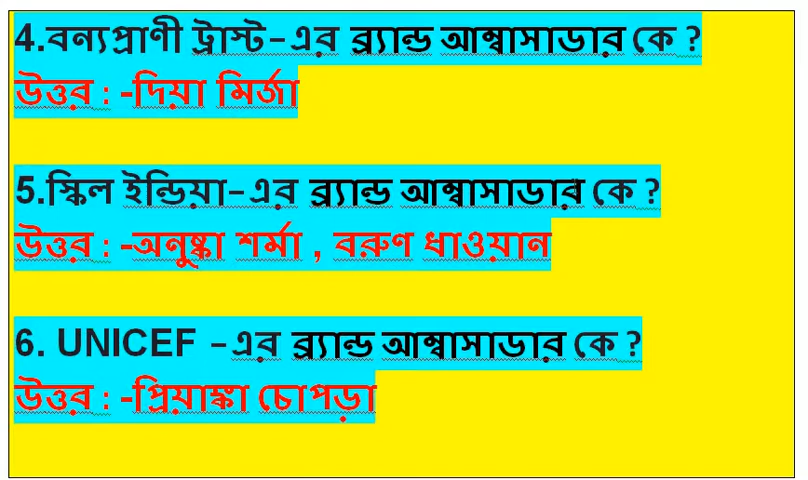 4.বন্যপ্রাণী ট্রাস্ট-এর ব্র্যান্ড আম্বাসাডার কে ?
উত্তর : -দিয়া মির্জা
5.স্কিল ইন্ডিয়া-এর ব্র্যান্ড আম্বাসাডার কে ?
উত্তর : -অনুষ্কা শর্মা , বরুণ ধাওয়ান
6. UNICEF -এর ব্র্যান্ড আম্বাসাডার কে ?
উত্তর : -প্রিয়াঙ্কা চোপড়া